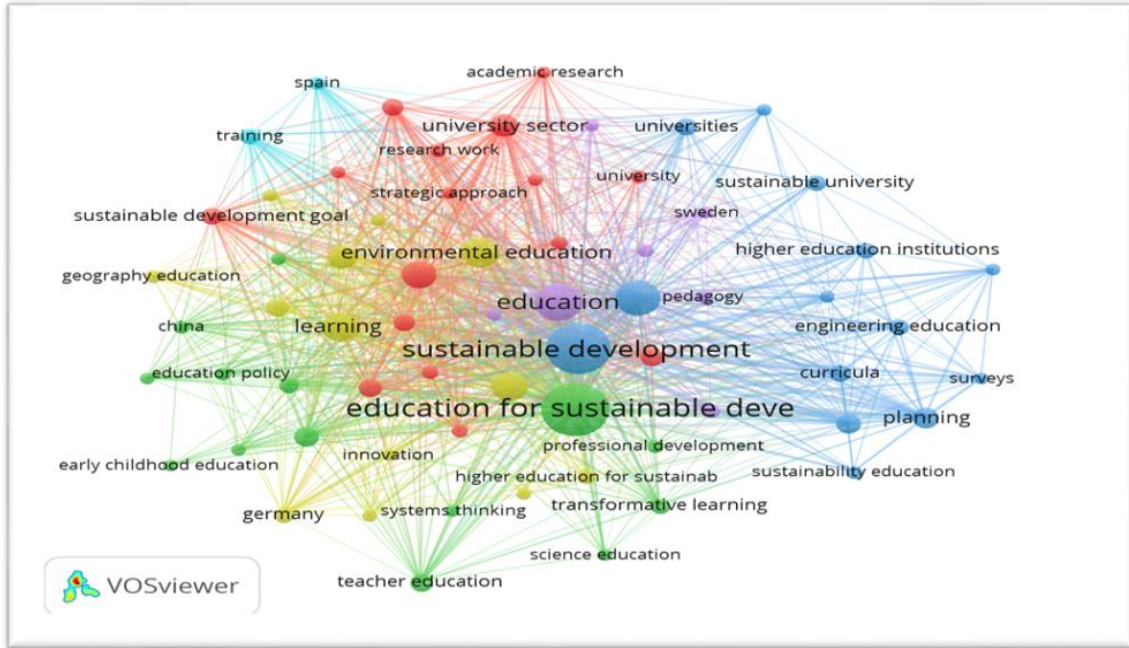 academic research
spain
university sector
universities
training
research work
university
sustainable university
strategic approach
sweden
sustainable development goal
environmental education
higher education institutions
geography education
education
pedagogy
china
learning
engineering education
sustainable development
education policy
curricula
surveys
education for sustainable deve
planning
professional development
innovation
early childhood education
higher education for sustainab
sustainability education
germany
systems thinking
transformative learning
science education
teacher education
VOSviewer